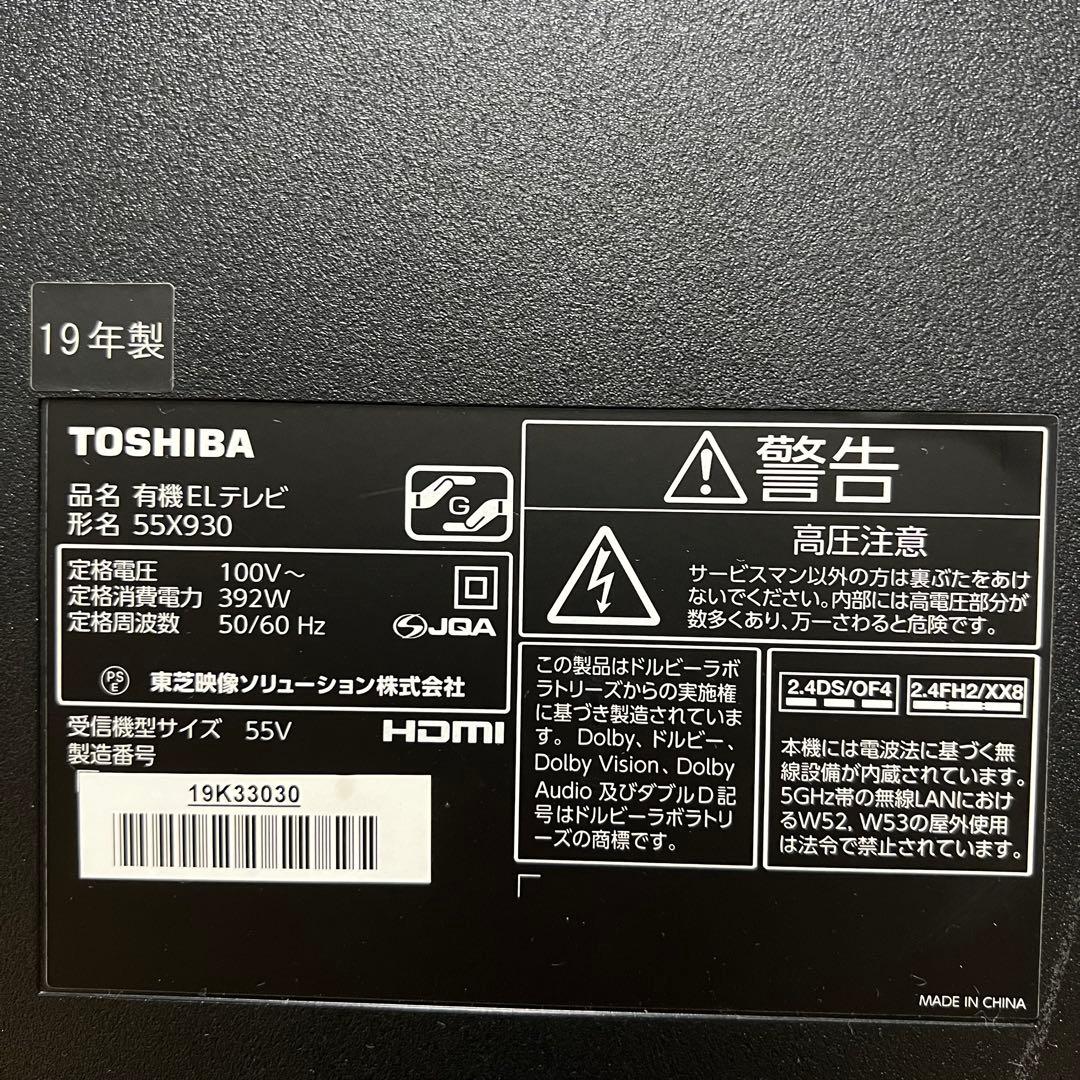 19年製
TOSHIBA
品名 有機ELテレビ
形名 55X930
G
定格電圧 100V～
定格消費電力 392W
定格周波数 50/60 Hz
JQA
PS
E
東芝映像ソリューション株式会社
受信機型サイズ 55V
HDMI
製造番号
19K33030
警告
高圧注意
サービスマン以外の方は裏ぶたをあけ
ないでください。内部には高電圧部分が
数多くあり、万一さわると危険です。
この製品はドルビーラボ
ラトリーズからの実施権
に基づき製造されていま
す。Dolby、ドルビー、
Dolby Vision、Dolby
Audio 及びダブルD記
号はドルビーラボラトリ
ーズの商標です。
2.4DS/OF4
2.4FH2/XX8
本機には電波法に基づく無
線設備が内蔵されています。
5GHz帯の無線LANにおけ
るW52, W53の屋外使用
は法令で禁止されています。
MADE IN CHINA